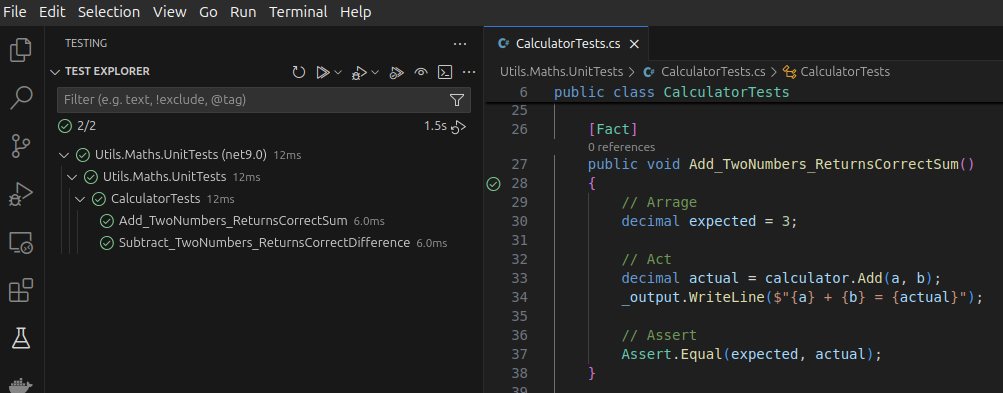 File Edit Selection View Go Run Terminal Help
TESTING
TEST EXPLORER
Filter (e.g. text, !exclude, @tag)
2/2 1.5s
Utils.Maths.UnitTests (net9.0) 12ms
Utils.Maths.UnitTests 12ms
CalculatorTests 12ms
Add_TwoNumbers_ReturnsCorrectSum 6.0ms
Subtract_TwoNumbers_ReturnsCorrectDifference 6.0ms
CalculatorTests.cs
Utils.Maths.UnitTests > CalculatorTests.cs > CalculatorTests
6 public class CalculatorTests
25
26 [Fact]
0 references
27 public void Add_TwoNumbers_ReturnsCorrectSum()
28 {
29 // Arrage
30 decimal expected = 3;
31
32 // Act
33 decimal actual = calculator.Add(a, b);
34 _output.WriteLine($"{a} + {b} = {actual}");
35
36 // Assert
37 Assert.Equal(expected, actual);
38 }
39